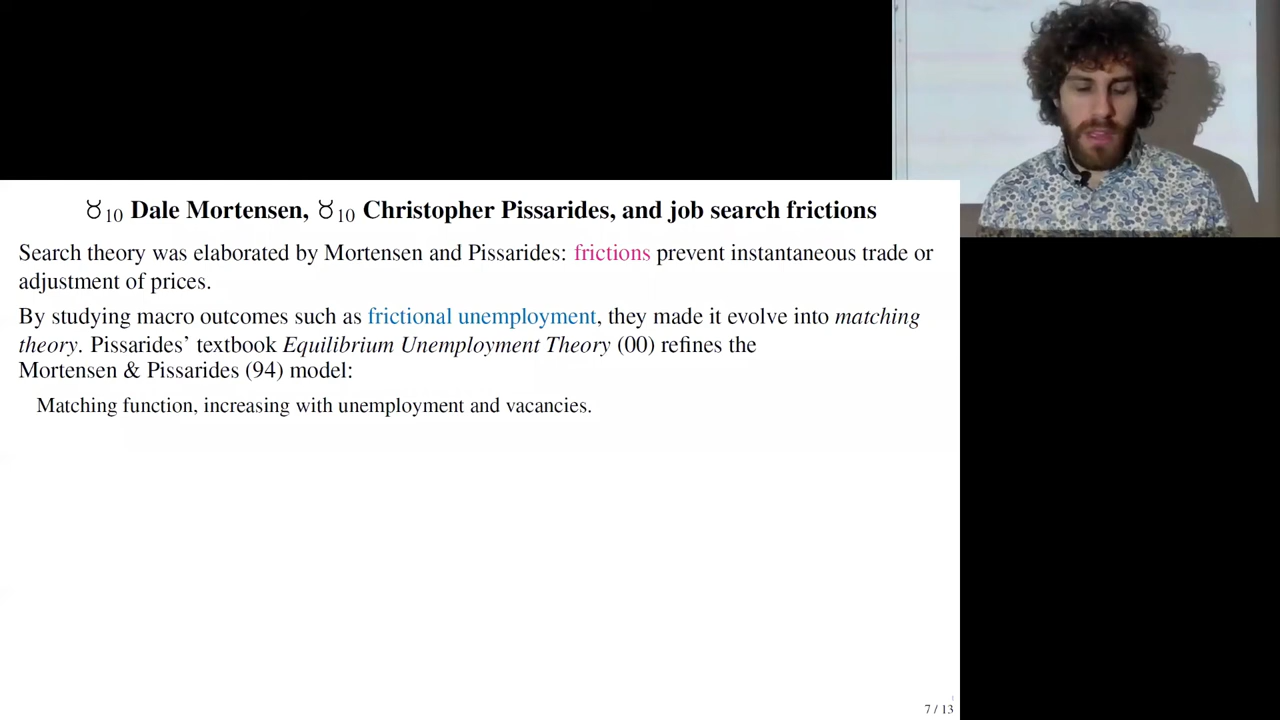 ♉10 Dale Mortensen, ♉10 Christopher Pissarides, and job search frictions
Search theory was elaborated by Mortensen and Pissarides: frictions prevent instantaneous trade or
adjustment of prices.
By studying macro outcomes such as frictional unemployment, they made it evolve into matching
theory. Pissarides’ textbook Equilibrium Unemployment Theory (00) refines the
Mortensen & Pissarides (94) model:
Matching function, increasing with unemployment and vacancies.
7 / 13